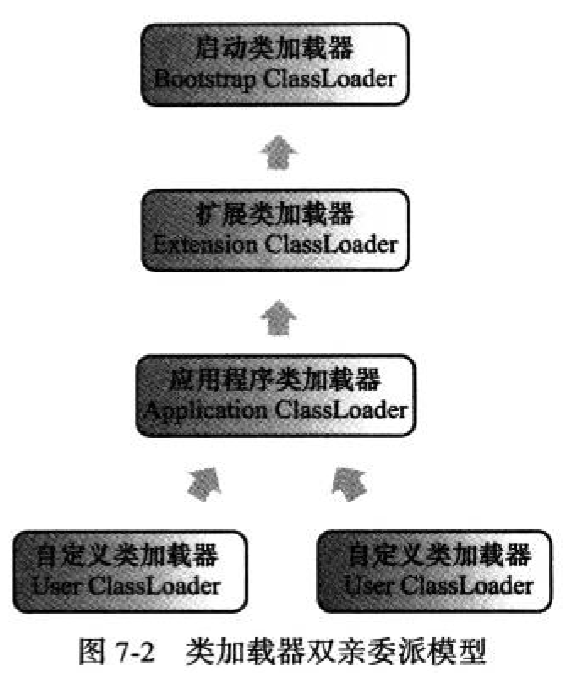 启动类加载器
Bootstrap ClassLoader
扩展类加载器
Extension ClassLoader
应用程序类加载器
Application ClassLoader
自定义类加载器
User ClassLoader
自定义类加载器
User ClassLoader
图 7-2 类加载器双亲委派模型